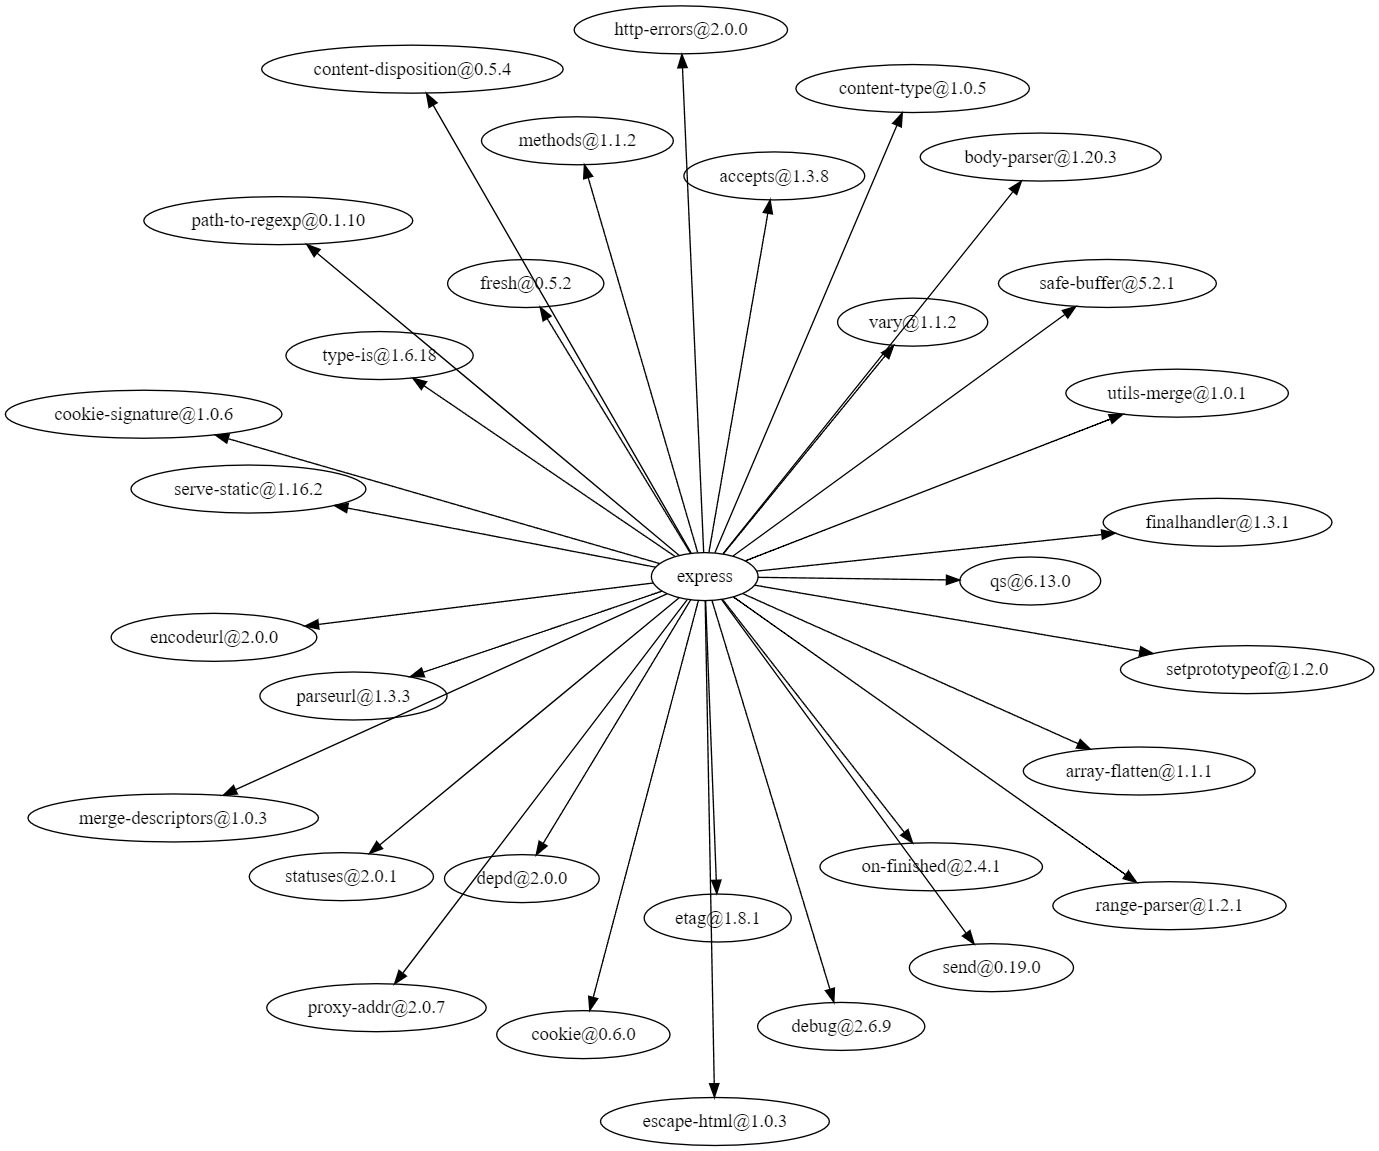 http-errors@2.0.0
content-disposition@0.5.4
content-type@1.0.5
methods@1.1.2
body-parser@1.20.3
accepts@1.3.8
path-to-regexp@0.1.10
fresh@0.5.2
safe-buffer@5.2.1
vary@1.1.2
type-is@1.6.18
utils-merge@1.0.1
cookie-signature@1.0.6
serve-static@1.16.2
finalhandler@1.3.1
express
qs@6.13.0
encodeurl@2.0.0
setprototypeof@1.2.0
parseurl@1.3.3
array-flatten@1.1.1
merge-descriptors@1.0.3
on-finished@2.4.1
statuses@2.0.1
depd@2.0.0
range-parser@1.2.1
etag@1.8.1
send@0.19.0
proxy-addr@2.0.7
debug@2.6.9
cookie@0.6.0
escape-html@1.0.3